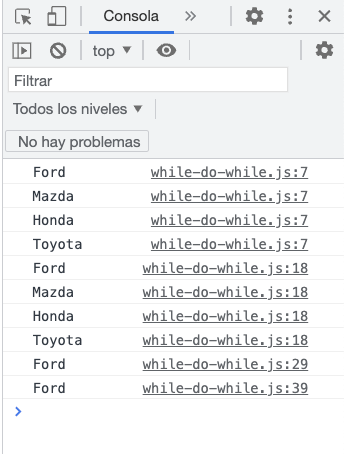 Consola
top
Filtrar
Todos los niveles
No hay problemas
Ford while-do-while.js:7
Mazda while-do-while.js:7
Honda while-do-while.js:7
Toyota while-do-while.js:7
Ford while-do-while.js:18
Mazda while-do-while.js:18
Honda while-do-while.js:18
Toyota while-do-while.js:18
Ford while-do-while.js:29
Ford while-do-while.js:39